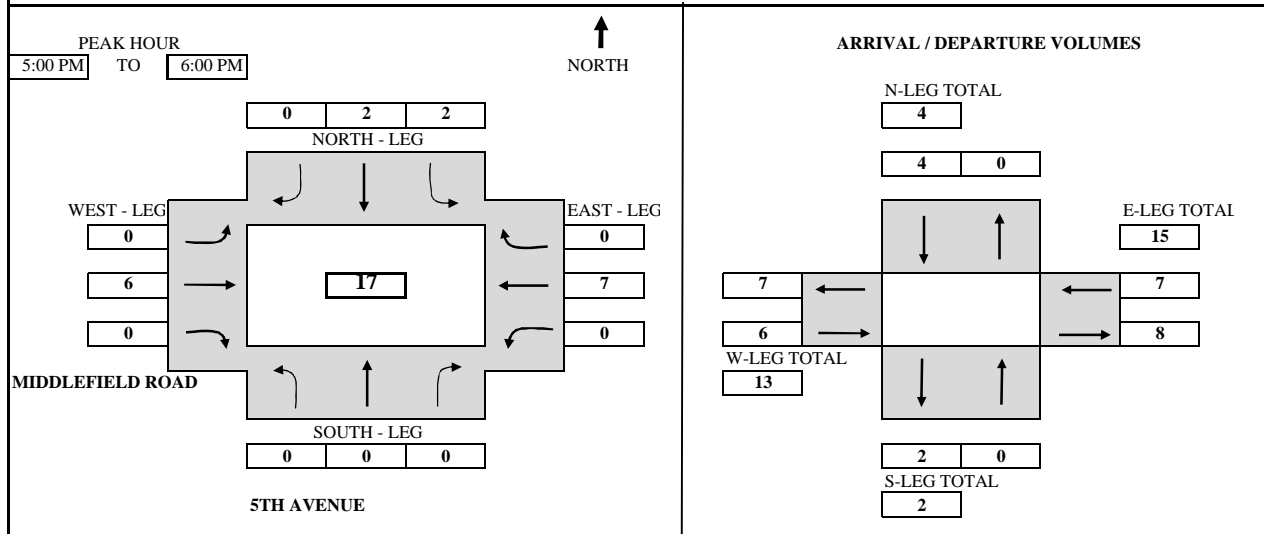 PEAK HOUR
5:00 PM TO 6:00 PM
NORTH
0 2 2
NORTH - LEG
WEST - LEG
EAST - LEG
0
0
6
17
7
0
0
MIDDLEFIELD ROAD
SOUTH - LEG
0 0 0
5TH AVENUE
ARRIVAL / DEPARTURE VOLUMES
N-LEG TOTAL
4
4 0
E-LEG TOTAL
15
7
7
6
8
W-LEG TOTAL
13
2 0
S-LEG TOTAL
2